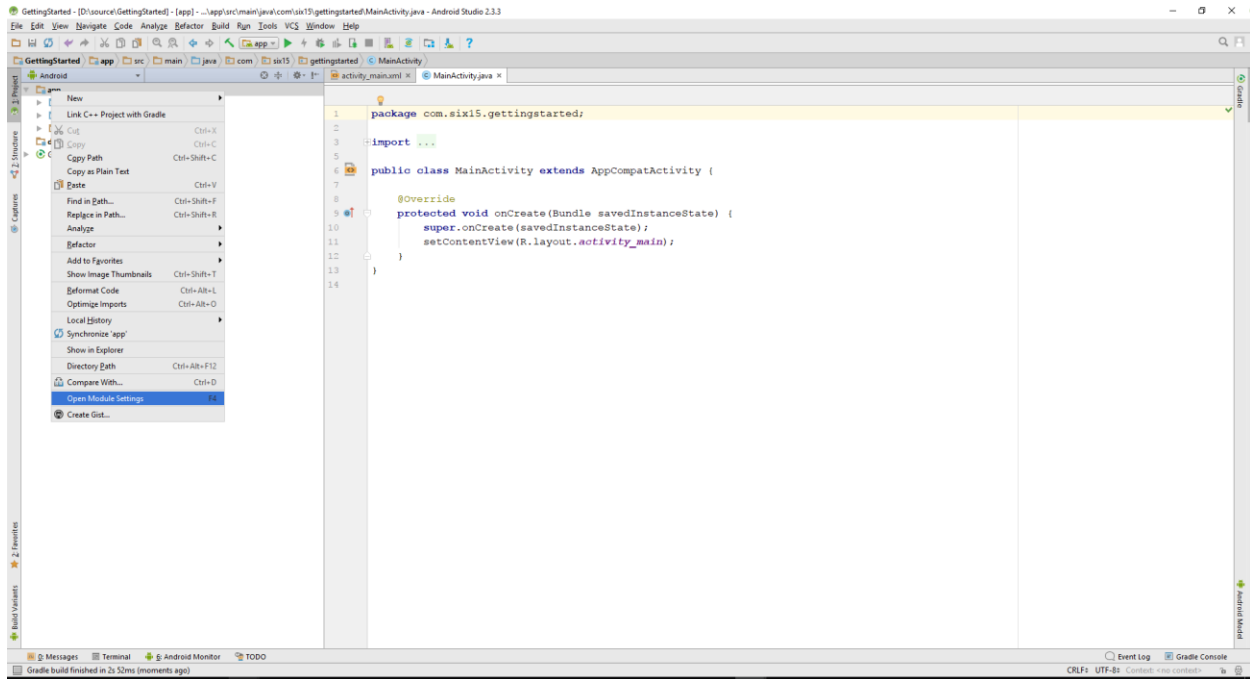 GettingStarted - [D:\source\GettingStarted] - [app] - ...\app\src\main\java\com\six15\gettingstarted\MainActivity.java - Android Studio 2.3.3
File Edit View Navigate Code Analyze Refactor Build Run Tools VCS Window Help
app
GettingStarted app src main java com six15 gettingstarted MainActivity
Android
activity_main.xml × MainActivity.java ×
1: Project
2: Structure
Captures
2: Favorites
Build Variants
app
New
Link C++ Project with Gradle
Cut Ctrl+X
Copy Ctrl+C
Copy Path Ctrl+Shift+C
Copy as Plain Text
Paste Ctrl+V
Find in Path... Ctrl+Shift+F
Replace in Path... Ctrl+Shift+R
Analyze
Refactor
Add to Favorites
Show Image Thumbnails Ctrl+Shift+T
Reformat Code Ctrl+Alt+L
Optimize Imports Ctrl+Alt+O
Local History
Synchronize 'app'
Show in Explorer
Directory Path Ctrl+Alt+F12
Compare With... Ctrl+D
Open Module Settings F4
Create Gist...
1 package com.six15.gettingstarted;
2
3 import ...
5
6 public class MainActivity extends AppCompatActivity {
7
8 @Override
9 protected void onCreate(Bundle savedInstanceState) {
10 super.onCreate(savedInstanceState);
11 setContentView(R.layout.activity_main);
12 }
13 }
14
Gradle
Android Model
0: Messages Terminal 6: Android Monitor TODO Event Log Gradle Console
Gradle build finished in 2s 52ms (moments ago) CRLF÷ UTF-8÷ Context: <no context>